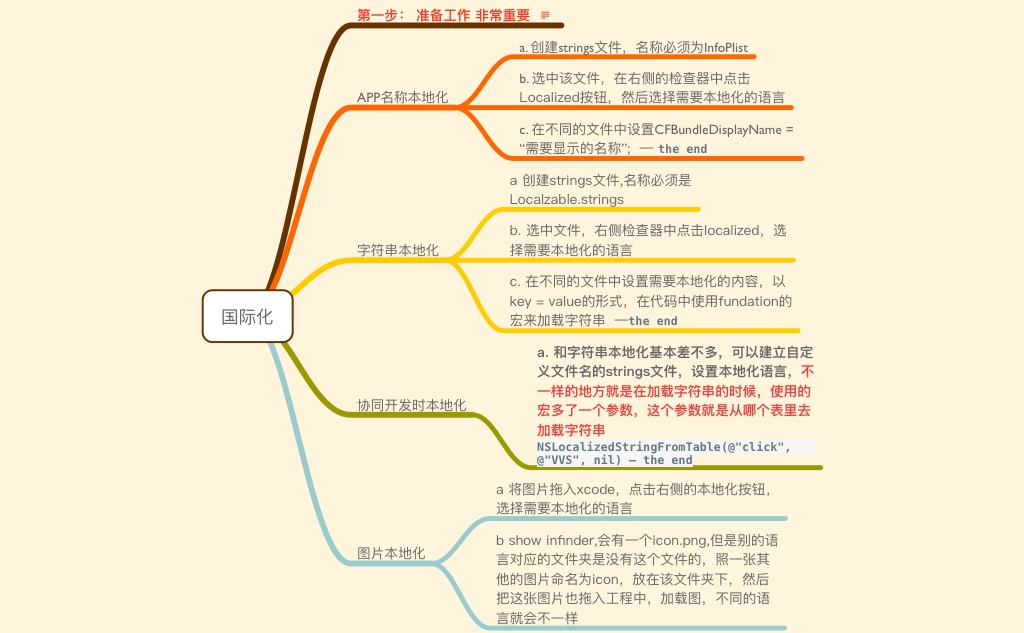 第一步： 准备工作 非常重要
APP名称本地化
a. 创建strings文件，名称必须为InfoPlist
b. 选中该文件，在右侧的检查器中点击
Localized按钮，然后选择需要本地化的语言
c. 在不同的文件中设置CFBundleDisplayName =
“需要显示的名称”; — the end
字符串本地化
a 创建strings文件,名称必须是
Localzable.strings
b. 选中文件，右侧检查器中点击localized，选
择需要本地化的语言
c. 在不同的文件中设置需要本地化的内容，以
key = value的形式，在代码中使用fundation的
宏来加载字符串 —the end
国际化
协同开发时本地化
a. 和字符串本地化基本差不多，可以建立自定
义文件名的strings文件，设置本地化语言，不
一样的地方就是在加载字符串的时候，使用的
宏多了一个参数，这个参数就是从哪个表里去
加载字符串
NSLocalizedStringFromTable(@"click",
@"VVS", nil) — the end
图片本地化
a 将图片拖入xcode，点击右侧的本地化按钮，
选择需要本地化的语言
b show infinder,会有一个icon.png,但是别的语
言对应的文件夹是没有这个文件的，照一张其
他的图片命名为icon，放在该文件夹下，然后
把这张图片也拖入工程中，加载图，不同的语
言就会不一样